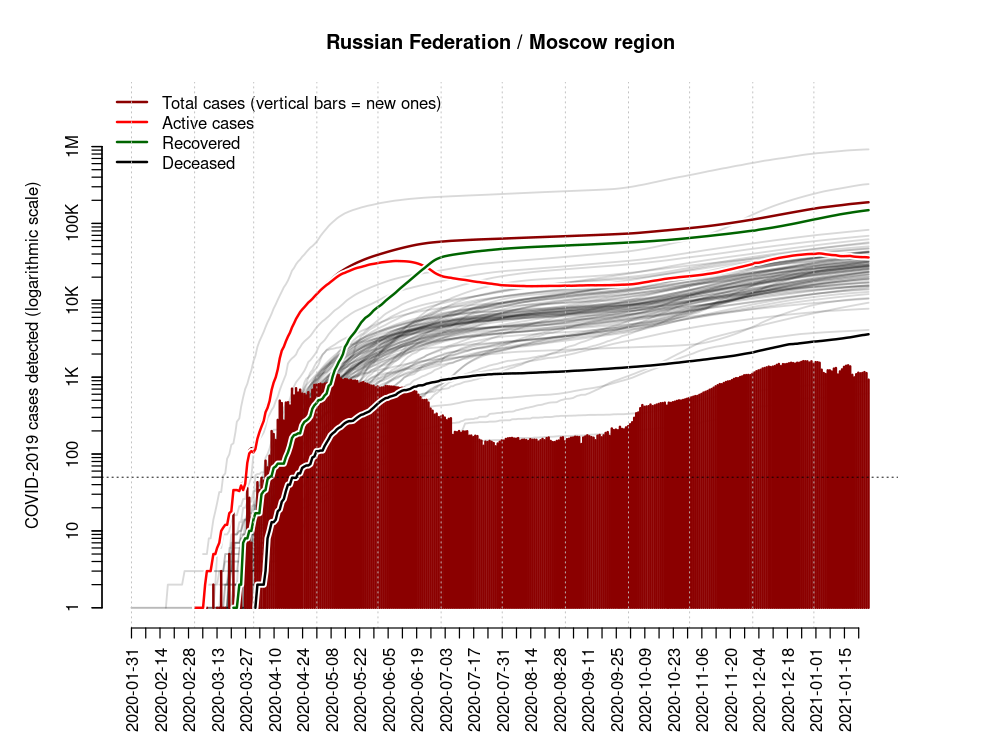 Russian Federation / Moscow region
Total cases (vertical bars = new ones)
Active cases
Recovered
Deceased
COVID-2019 cases detected (logarithmic scale)
1M
100K
10K
1K
100
10
1
2020-01-31
2020-02-14
2020-02-28
2020-03-13
2020-03-27
2020-04-10
2020-04-24
2020-05-08
2020-05-22
2020-06-05
2020-06-19
2020-07-03
2020-07-17
2020-07-31
2020-08-14
2020-08-28
2020-09-11
2020-09-25
2020-10-09
2020-10-23
2020-11-06
2020-11-20
2020-12-04
2020-12-18
2021-01-01
2021-01-15